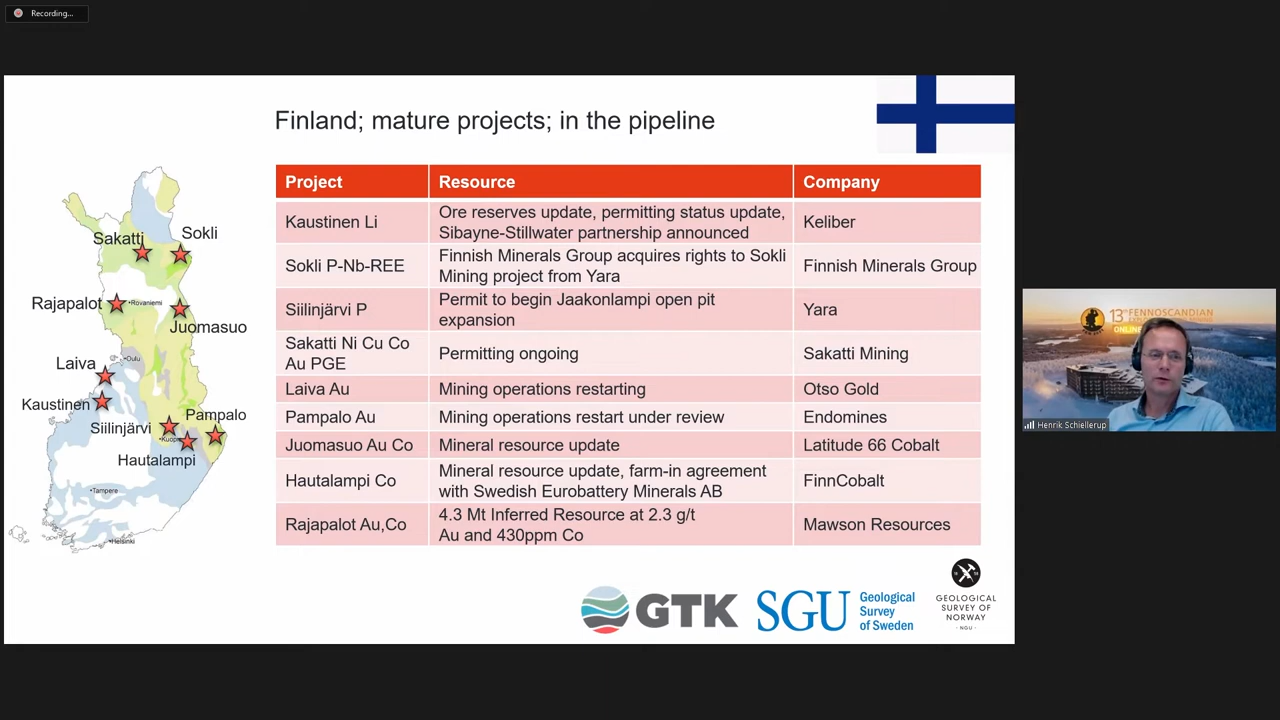 Recording...
Finland; mature projects; in the pipeline
Sakatti
Sokli
Rajapalot
Rovaniemi
Juomasuo
Oulu
Laiva
Kaustinen
Pampalo
Siilinjärvi
Kuopio
Hautalampi
Tampere
Helsinki
Project Resource Company
Kaustinen Li Ore reserves update, permitting status update, Keliber
Sibayne-Stillwater partnership announced
Sokli P-Nb-REE Finnish Minerals Group acquires rights to Sokli Finnish Minerals Group
Mining project from Yara
Siilinjärvi P Permit to begin Jaakonlampi open pit Yara
expansion
Sakatti Ni Cu Co Permitting ongoing Sakatti Mining
Au PGE
Laiva Au Mining operations restarting Otso Gold
Pampalo Au Mining operations restart under review Endomines
Juomasuo Au Co Mineral resource update Latitude 66 Cobalt
Hautalampi Co Mineral resource update, farm-in agreement FinnCobalt
with Swedish Eurobattery Minerals AB
Rajapalot Au,Co 4.3 Mt Inferred Resource at 2.3 g/t Mawson Resources
Au and 430ppm Co
GTK
SGU
Geological
Survey
of Sweden
GEOLOGICAL
SURVEY OF
NORWAY
- NGU -
13th FENNOSCANDIAN
ONLINE
Henrik Schiellerup